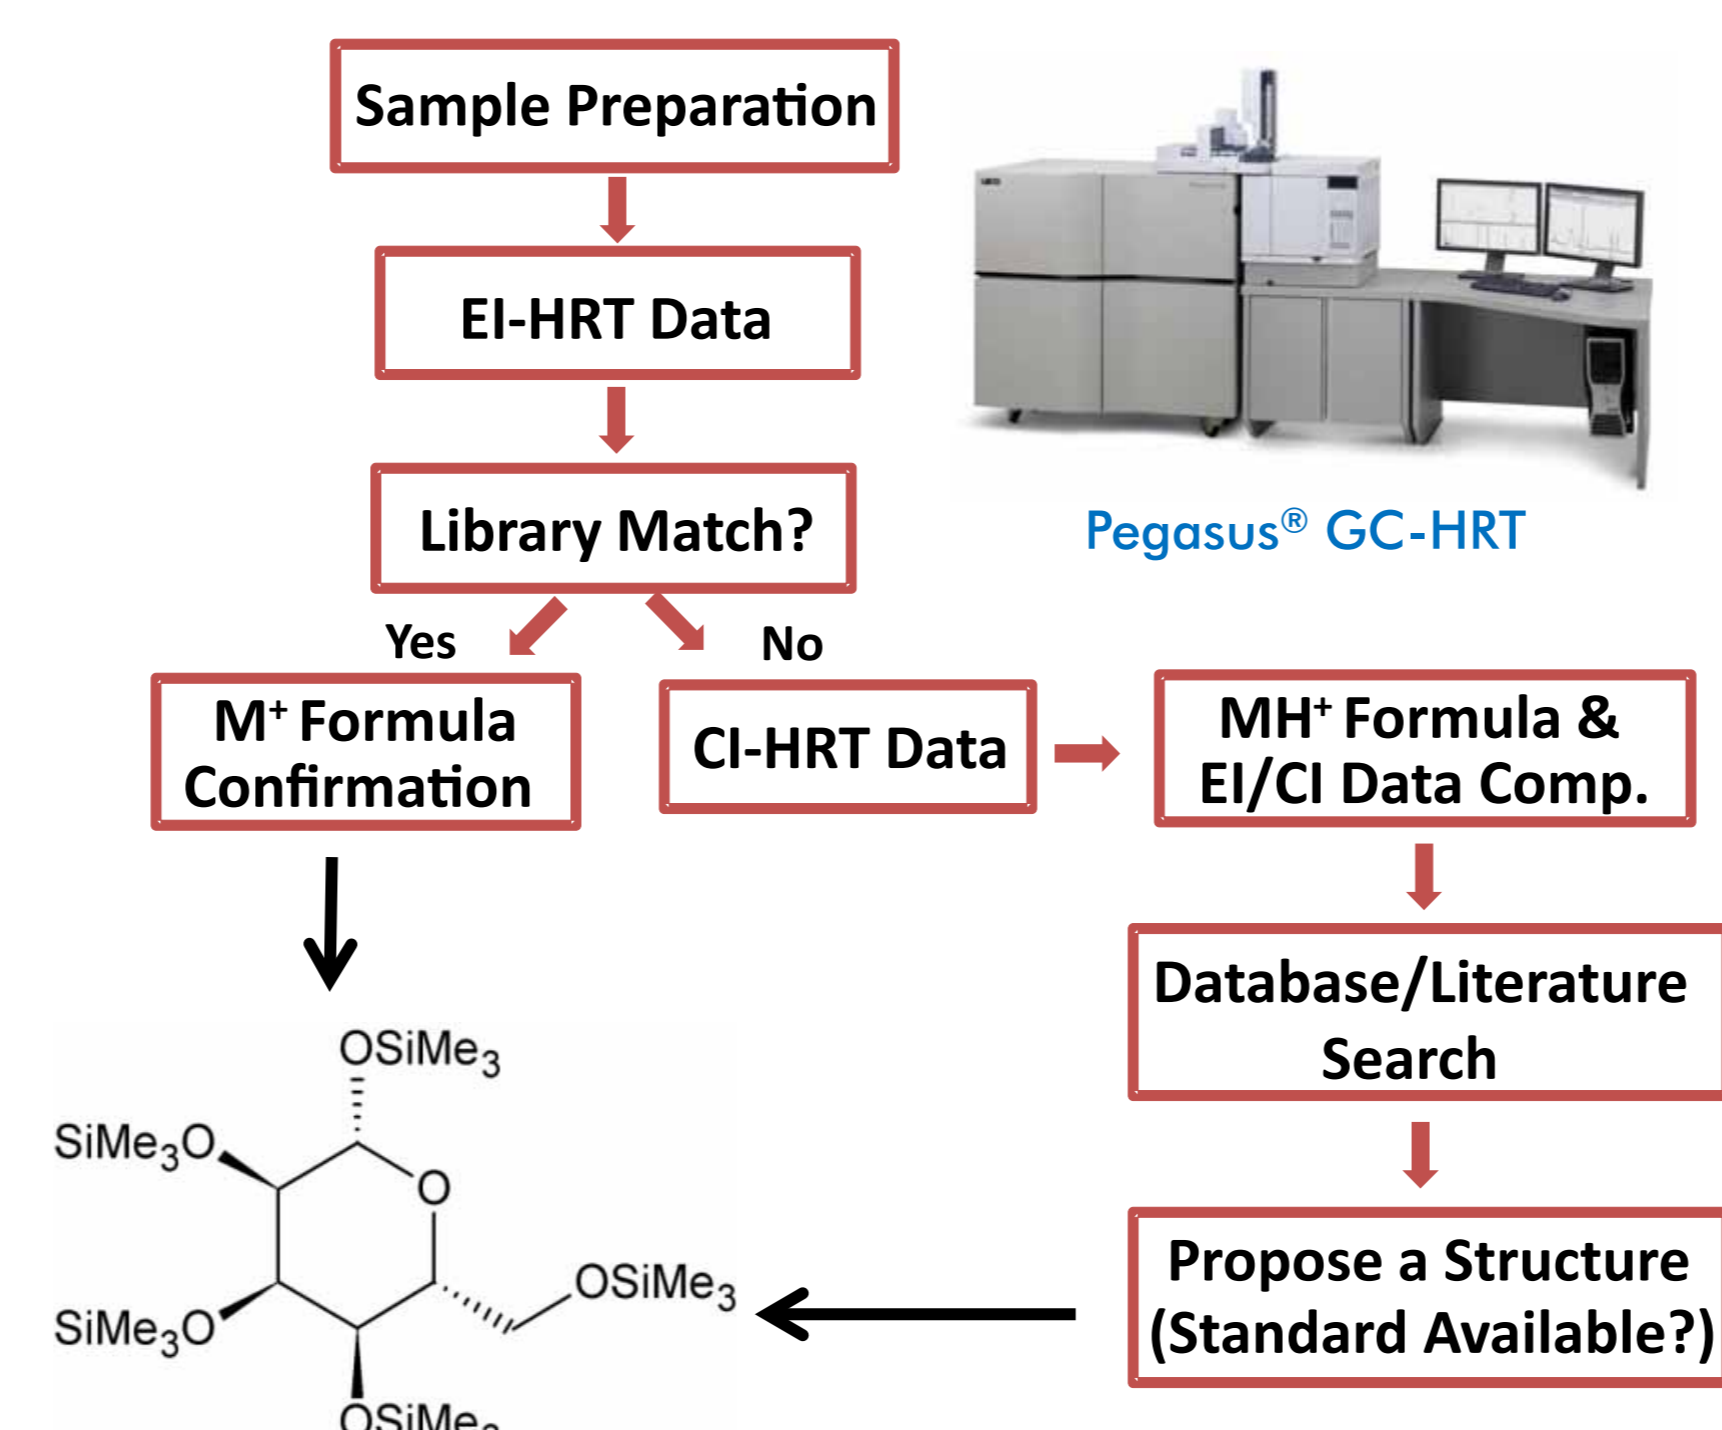 Sample Preparation
EI-HRT Data
Library Match?
Pegasus® GC-HRT
Yes
No
M⁺ Formula
Confirmation
CI-HRT Data
MH⁺ Formula &
EI/CI Data Comp.
Database/Literature
Search
Propose a Structure
(Standard Available?)
OSiMe₃
SiMe₃O
O
OSiMe₃
SiMe₃O
OSiMe₃